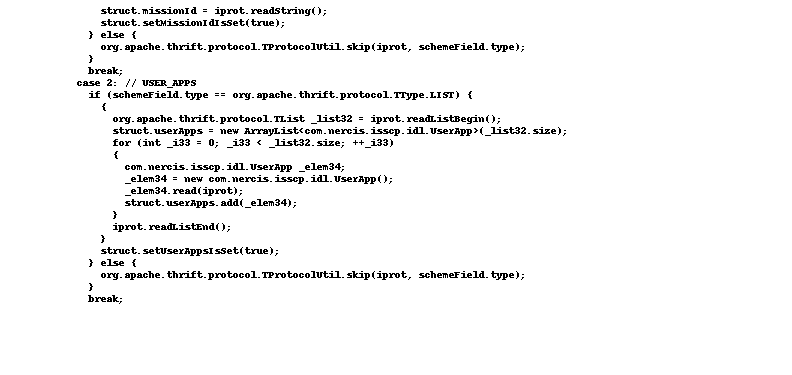 struct.missionId = iprot.readString();
struct.setMissionIdIsSet(true);
} else {
org.apache.thrift.protocol.TProtocolUtil.skip(iprot, schemeField.type);
}
break;
case 2: // USER_APPS
if (schemeField.type == org.apache.thrift.protocol.TType.LIST) {
{
org.apache.thrift.protocol.TList _list32 = iprot.readListBegin();
struct.userApps = new ArrayList<com.nercis.isscp.idl.UserApp>(_list32.size);
for (int _i33 = 0; _i33 < _list32.size; ++_i33)
{
com.nercis.isscp.idl.UserApp _elem34;
_elem34 = new com.nercis.isscp.idl.UserApp();
_elem34.read(iprot);
struct.userApps.add(_elem34);
}
iprot.readListEnd();
}
struct.setUserAppsIsSet(true);
} else {
org.apache.thrift.protocol.TProtocolUtil.skip(iprot, schemeField.type);
}
break;